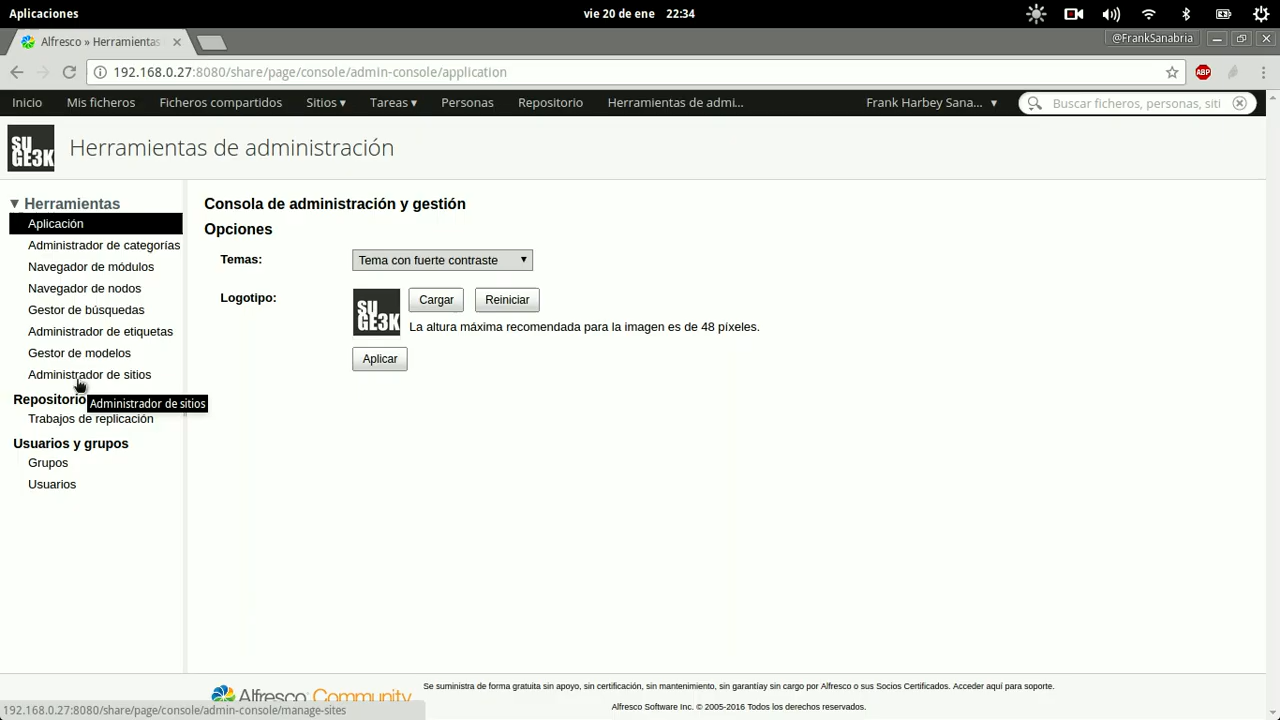 Aplicaciones
vie 20 de ene 22:34
Alfresco » Herramientas
@FrankSanabria
192.168.0.27:8080/share/page/console/admin-console/application
ABP
Inicio Mis ficheros Ficheros compartidos Sitios ▾ Tareas ▾ Personas Repositorio Herramientas de admi... Frank Harbey Sana... ▾ Buscar ficheros, personas, siti
SU
GE3K
Herramientas de administración
Herramientas
Aplicación
Administrador de categorías
Navegador de módulos
Navegador de nodos
Gestor de búsquedas
Administrador de etiquetas
Gestor de modelos
Administrador de sitios
Administrador de sitios
Repositorio
Trabajos de replicación
Usuarios y grupos
Grupos
Usuarios
Consola de administración y gestión
Opciones
Temas: Tema con fuerte contraste
Logotipo:
SU
GE3K
Cargar Reiniciar
La altura máxima recomendada para la imagen es de 48 píxeles.
Aplicar
Alfresco Community
Se suministra de forma gratuita sin apoyo, sin certificación, sin mantenimiento, sin garantíay sin cargo por Alfresco o sus Socios Certificados. Acceder aquí para soporte.
Alfresco Software Inc. © 2005-2016 Todos los derechos reservados.
192.168.0.27:8080/share/page/console/admin-console/manage-sites